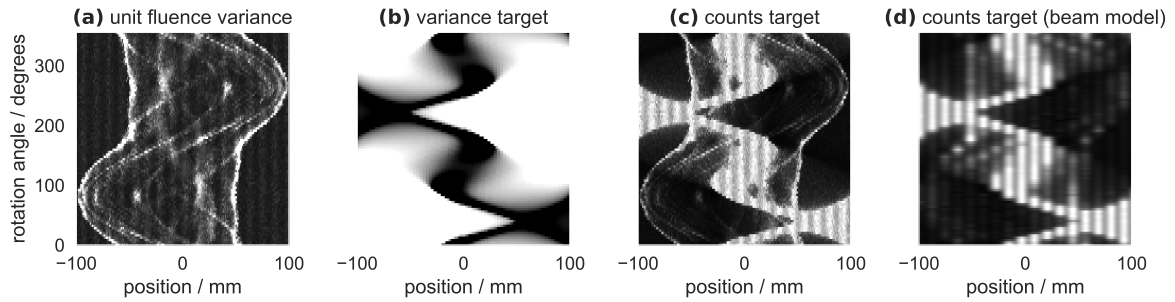 (a) unit fluence variance
(b) variance target
(c) counts target
(d) counts target (beam model)
rotation angle / degrees
300
200
100
0
−100 0 100
−100 0 100
−100 0 100
−100 0 100
position / mm
position / mm
position / mm
position / mm